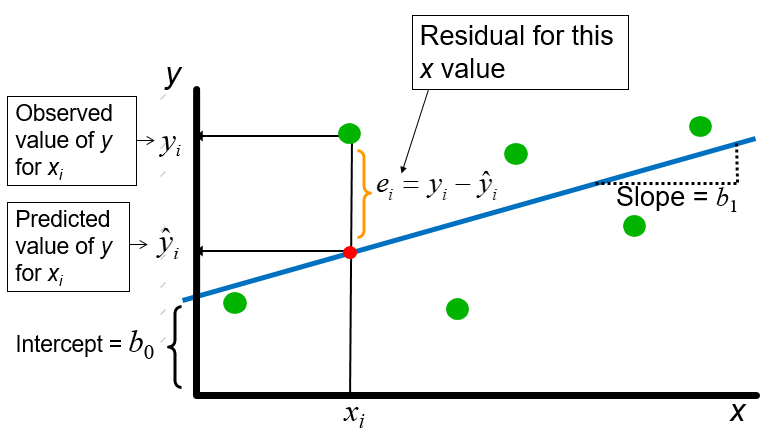 Residual for this
x value
y
Observed
value of y
for xᵢ
yᵢ
eᵢ = yᵢ − ŷᵢ
Slope = b₁
Predicted
value of y
for xᵢ
ŷᵢ
Intercept = b₀
xᵢ
x